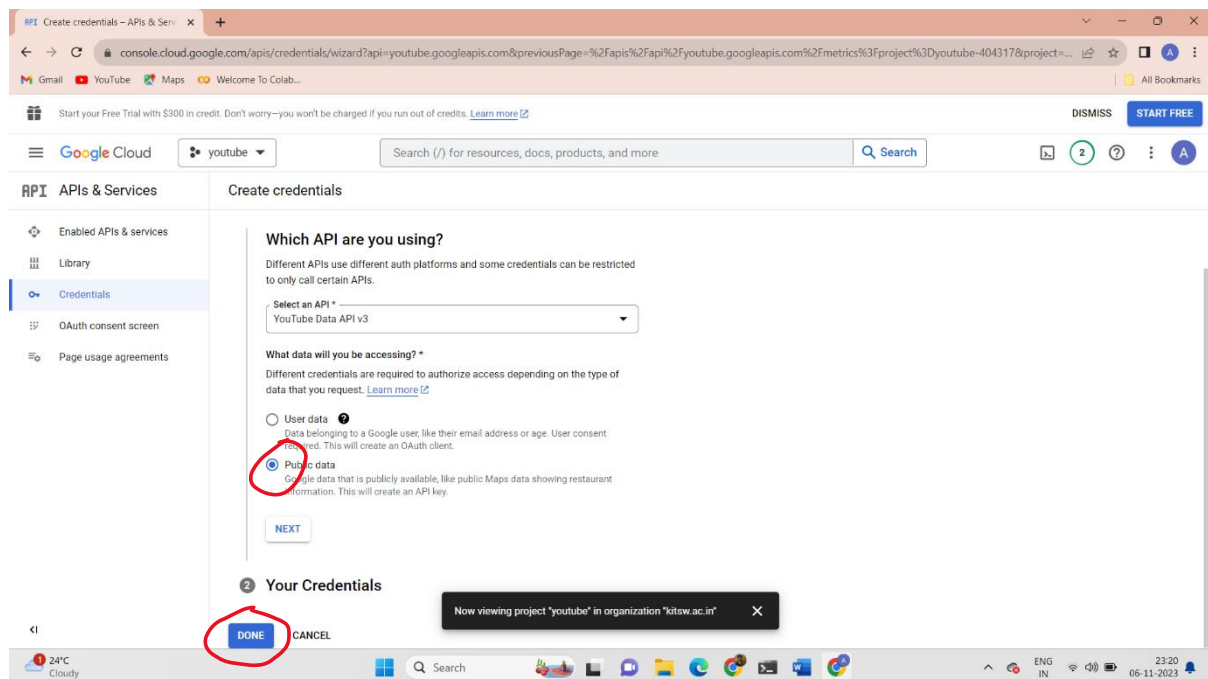 API Create credentials – APIs & Serv
console.cloud.google.com/apis/credentials/wizard?api=youtube.googleapis.com&previousPage=%2Fapis%2Fapi%2Fyoutube.googleapis.com%2Fmetrics%3Fproject%3Dyoutube-404317&project=... A
Gmail YouTube Maps Welcome To Colab... All Bookmarks
Start your Free Trial with $300 in credit. Don't worry—you won't be charged if you run out of credits. Learn more DISMISS START FREE
Google Cloud youtube Search (/) for resources, docs, products, and more Search 2 A
API APIs & Services Create credentials
Enabled APIs & services
Library
Credentials
OAuth consent screen
Page usage agreements
Which API are you using?
Different APIs use different auth platforms and some credentials can be restricted
to only call certain APIs.
Select an API *
YouTube Data API v3
What data will you be accessing? *
Different credentials are required to authorize access depending on the type of
data that you request. Learn more
User data
Data belonging to a Google user, like their email address or age. User consent
required. This will create an OAuth client.
Public data
Google data that is publicly available, like public Maps data showing restaurant
information. This will create an API key.
NEXT
2 Your Credentials
Now viewing project "youtube" in organization "kitsw.ac.in"
DONE CANCEL
1 24°C
Cloudy
Search
ENG
IN
23:20
06-11-2023